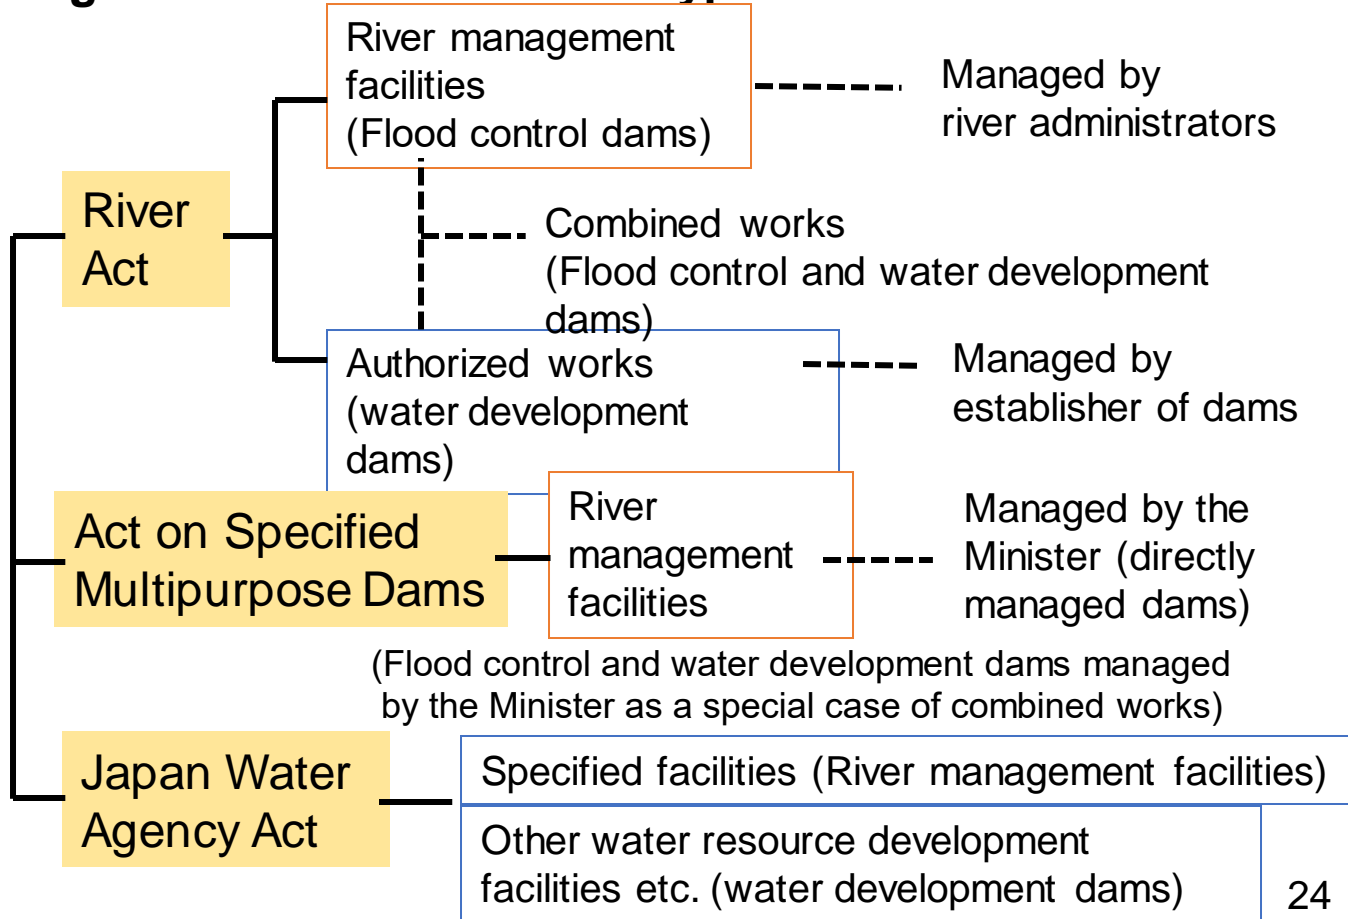 River management
facilities
(Flood control dams)
Managed by
river administrators
River
Act
Combined works
(Flood control and water development
dams)
Authorized works
(water development
dams)
Managed by
establisher of dams
Act on Specified
Multipurpose Dams
River
management
facilities
Managed by the
Minister (directly
managed dams)
(Flood control and water development dams managed
by the Minister as a special case of combined works)
Japan Water
Agency Act
Specified facilities (River management facilities)
Other water resource development
facilities etc. (water development dams)
24